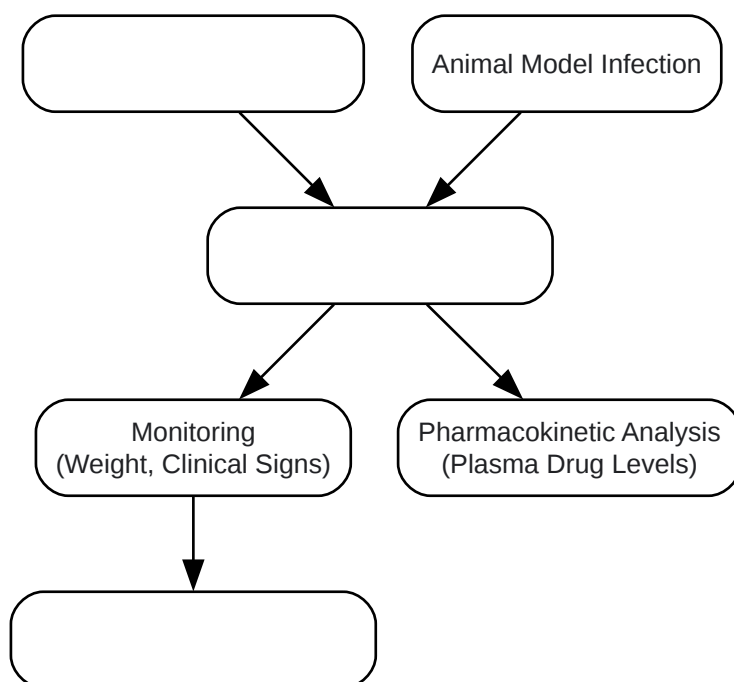 Animal Model Infection
Monitoring
(Weight, Clinical Signs)
Pharmacokinetic Analysis
(Plasma Drug Levels)